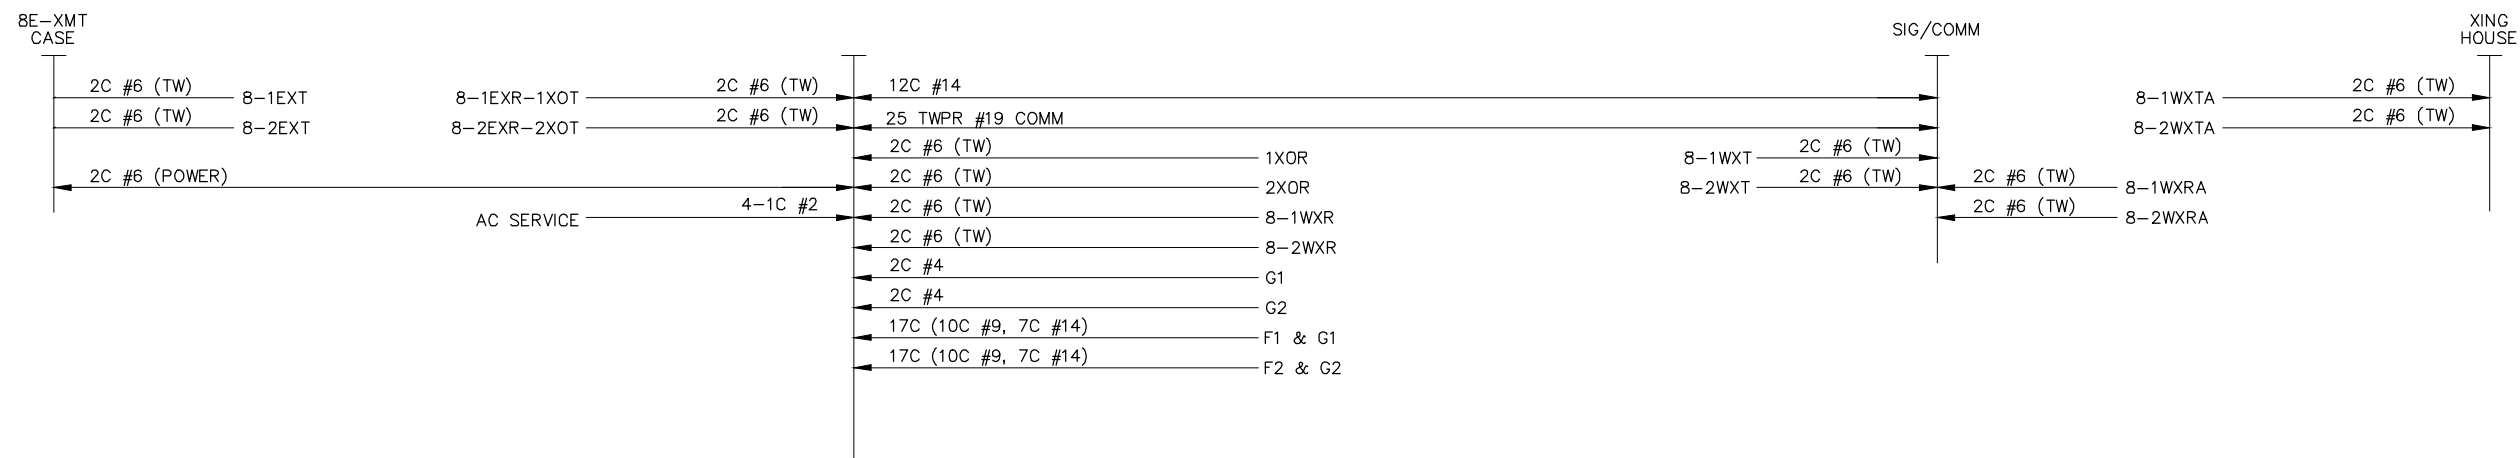 8E-XMT
CASE
SIG/COMM
XING
HOUSE
2C #6 (TW)
8-1EXT
8-1EXR-1XOT
2C #6 (TW)
12C #14
8-1WXTA
2C #6 (TW)
2C #6 (TW)
8-2EXT
8-2EXR-2XOT
2C #6 (TW)
25 TWPR #19 COMM
8-2WXTA
2C #6 (TW)
2C #6 (TW)
1XOR
8-1WXT
2C #6 (TW)
2C #6 (POWER)
2C #6 (TW)
2XOR
8-2WXT
2C #6 (TW)
2C #6 (TW)
8-1WXRA
AC SERVICE
4-1C #2
2C #6 (TW)
8-1WXR
2C #6 (TW)
8-2WXRA
2C #6 (TW)
8-2WXR
2C #4
G1
2C #4
G2
17C (10C #9, 7C #14)
F1 & G1
17C (10C #9, 7C #14)
F2 & G2